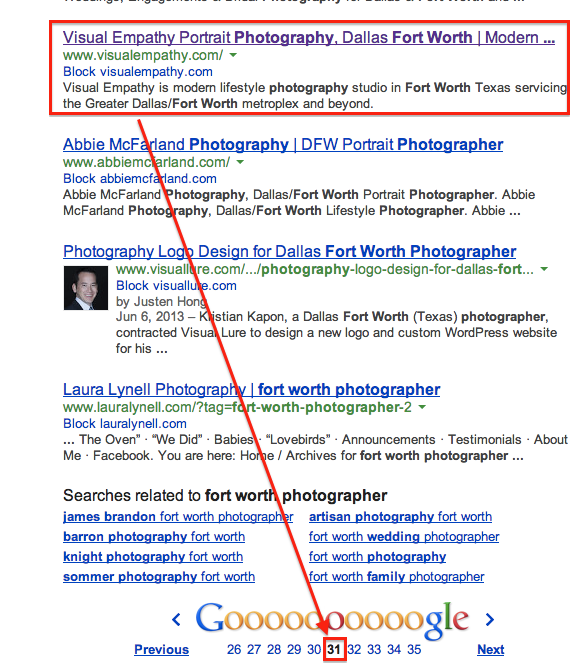 Visual Empathy Portrait Photography, Dallas Fort Worth | Modern ...
www.visualempathy.com/
Block visualempathy.com
Visual Empathy is modern lifestyle photography studio in Fort Worth Texas servicing
the Greater Dallas/Fort Worth metroplex and beyond.
Abbie McFarland Photography | DFW Portrait Photographer
www.abbiemcfarland.com/
Block abbiemcfarland.com
Abbie McFarland Photography, Dallas/Fort Worth Portrait Photographer. Abbie
McFarland Photography, Dallas/Fort Worth Lifestyle Photographer. Abbie ...
Photography Logo Design for Dallas Fort Worth Photographer
www.visuallure.com/.../photography-logo-design-for-dallas-fort...
Block visuallure.com
by Justen Hong
Jun 6, 2013 – Kristian Kapon, a Dallas Fort Worth (Texas) photographer,
contracted Visual Lure to design a new logo and custom WordPress website
for his ...
Laura Lynell Photography | fort worth photographer
www.lauralynell.com/?tag=fort-worth-photographer-2
Block lauralynell.com
... The Oven” · “We Did” · Babies · “Lovebirds” · Announcements · Testimonials · About
Me · Facebook. You are here: Home / Archives for fort worth photographer ...
Searches related to fort worth photographer
james brandon fort worth photographer artisan photography fort worth
barron photography fort worth fort worth wedding photographer
knight photography fort worth fort worth photography
sommer photography fort worth fort worth family photographer
Goooooooooogle
Previous 26 27 28 29 30 31 32 33 34 35 Next